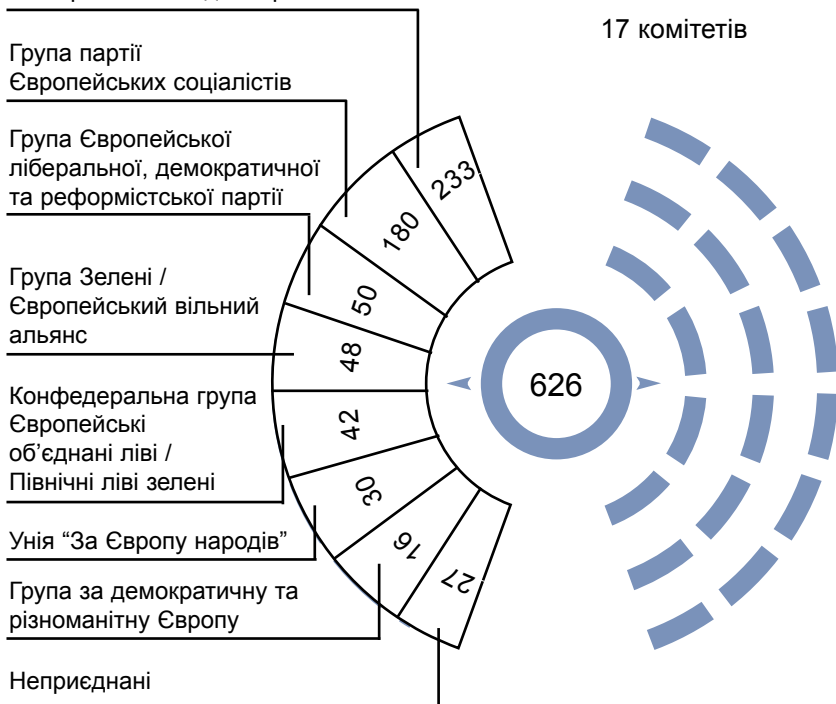 17 комітетів
Група партії
Європейських соціалістів
Група Європейської
ліберальної, демократичної
та реформістської партії
Група Зелені /
Європейський вільний
альянс
Конфедеральна група
Європейські
об’єднані ліві /
Північні ліві зелені
Унія “За Європу народів”
Група за демократичну та
різноманітну Європу
Неприєднані
233
180
50
48
42
30
16
27
626